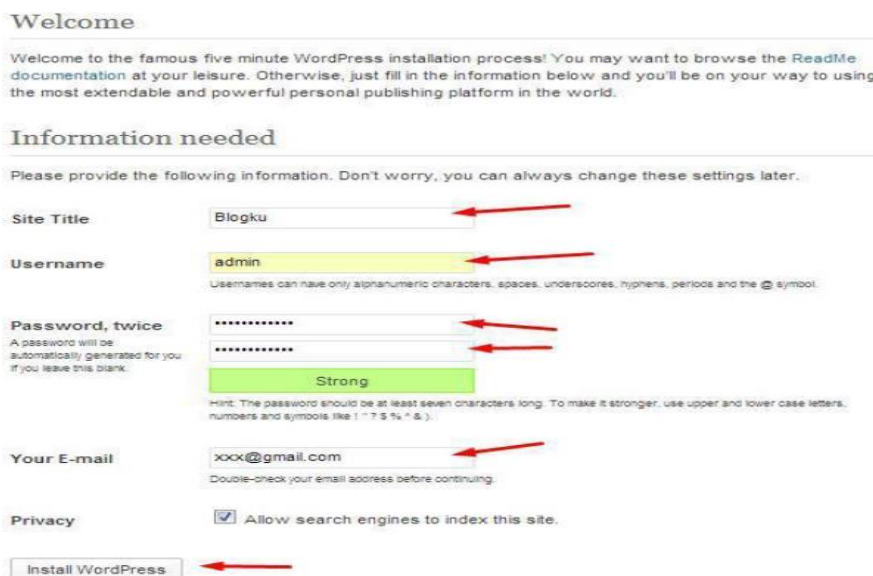 Welcome
Welcome to the famous five minute WordPress installation process! You may want to browse the ReadMe
documentation at your leisure. Otherwise, just fill in the information below and you'll be on your way to using
the most extendable and powerful personal publishing platform in the world.
Information needed
Please provide the following information. Don't worry, you can always change these settings later.
Site Title Blogku
Username admin
Usernames can have only alphanumeric characters, spaces, underscores, hyphens, periods and the @ symbol.
Password, twice ••••••••••••
A password will be
automatically generated for you
if you leave this blank.
••••••••••••
Strong
Hint: The password should be at least seven characters long. To make it stronger, use upper and lower case letters,
numbers and symbols like ! " ? $ % ^ & ).
Your E-mail xxx@gmail.com
Double-check your email address before continuing.
Privacy Allow search engines to index this site.
Install WordPress